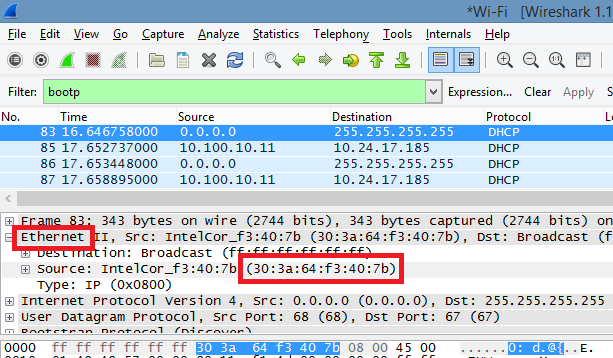 *Wi-Fi [Wireshark 1.1
File Edit View Go Capture Analyze Statistics Telephony Tools Internals Help
Filter: bootp Expression... Clear Apply S
No. Time Source Destination Protocol Le
83 16.646758000 0.0.0.0 255.255.255.255 DHCP
85 17.652737000 10.100.10.11 10.24.17.185 DHCP
86 17.653448000 0.0.0.0 255.255.255.255 DHCP
87 17.658895000 10.100.10.11 10.24.17.185 DHCP
Frame 83: 343 bytes on wire (2744 bits), 343 bytes captured (2744 bits) on
Ethernet II, Src: IntelCor_f3:40:7b (30:3a:64:f3:40:7b), Dst: Broadcast (f
Destination: Broadcast (ff:ff:ff:ff:ff:ff)
Source: IntelCor_f3:40:7b (30:3a:64:f3:40:7b)
Type: IP (0x0800)
Internet Protocol Version 4, Src: 0.0.0.0 (0.0.0.0), Dst: 255.255.255.255
User Datagram Protocol, Src Port: 68 (68), Dst Port: 67 (67)
Bootstrap Protocol (Discover)
0000 ff ff ff ff ff ff 30 3a 64 f3 40 7b 08 00 45 00 ......0: d.@{..E.